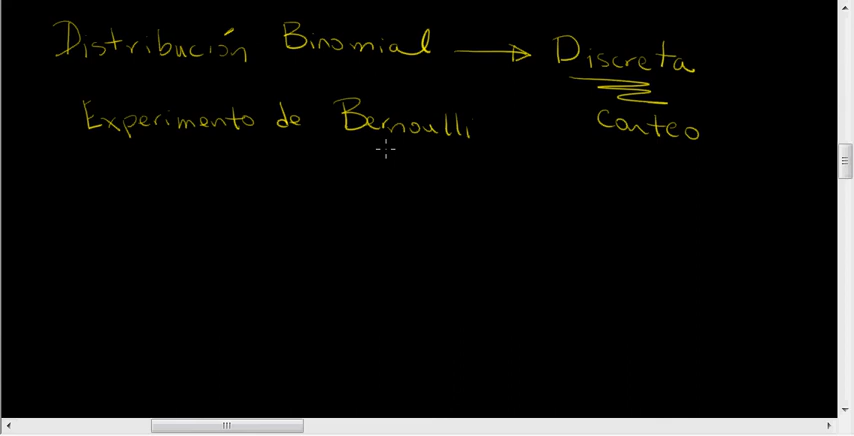 Distribución Binomial → Discreta
Experimento de Bernoulli conteo